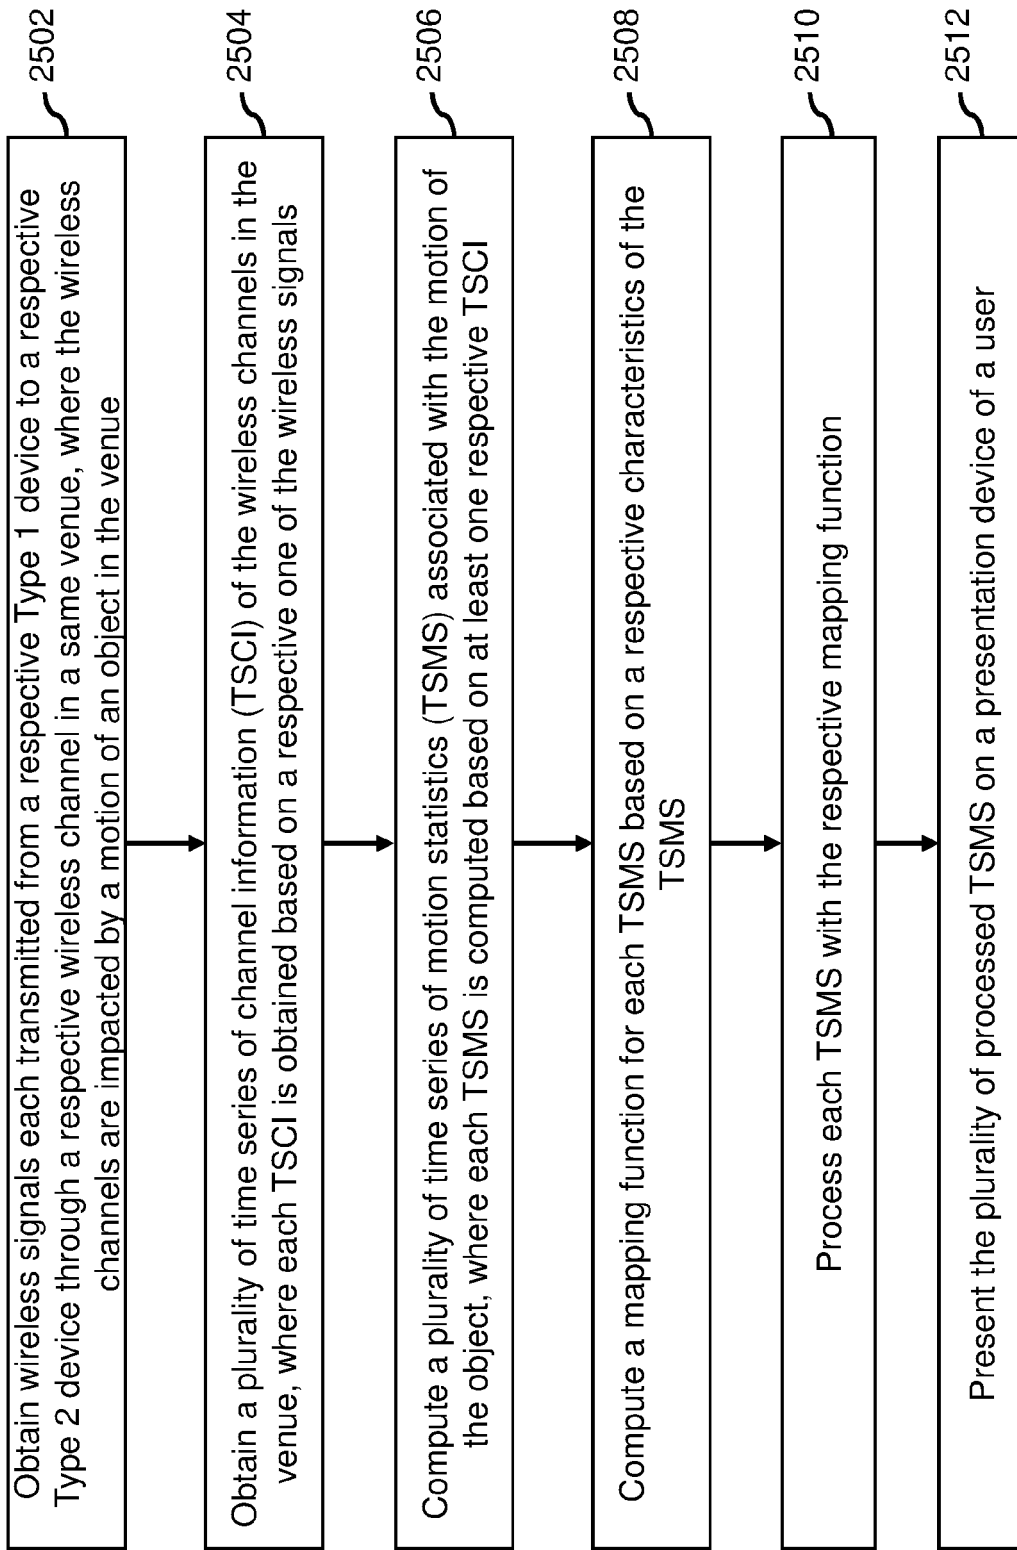 Obtain wireless signals each transmitted from a respective Type 1 device to a respective
Type 2 device through a respective wireless channel in a same venue, where the wireless
channels are impacted by a motion of an object in the venue
2502
Obtain a plurality of time series of channel information (TSCI) of the wireless channels in the
venue, where each TSCI is obtained based on a respective one of the wireless signals
2504
Compute a plurality of time series of motion statistics (TSMS) associated with the motion of
the object, where each TSMS is computed based on at least one respective TSCI
2506
Compute a mapping function for each TSMS based on a respective characteristics of the
TSMS
2508
Process each TSMS with the respective mapping function
2510
Present the plurality of processed TSMS on a presentation device of a user
2512